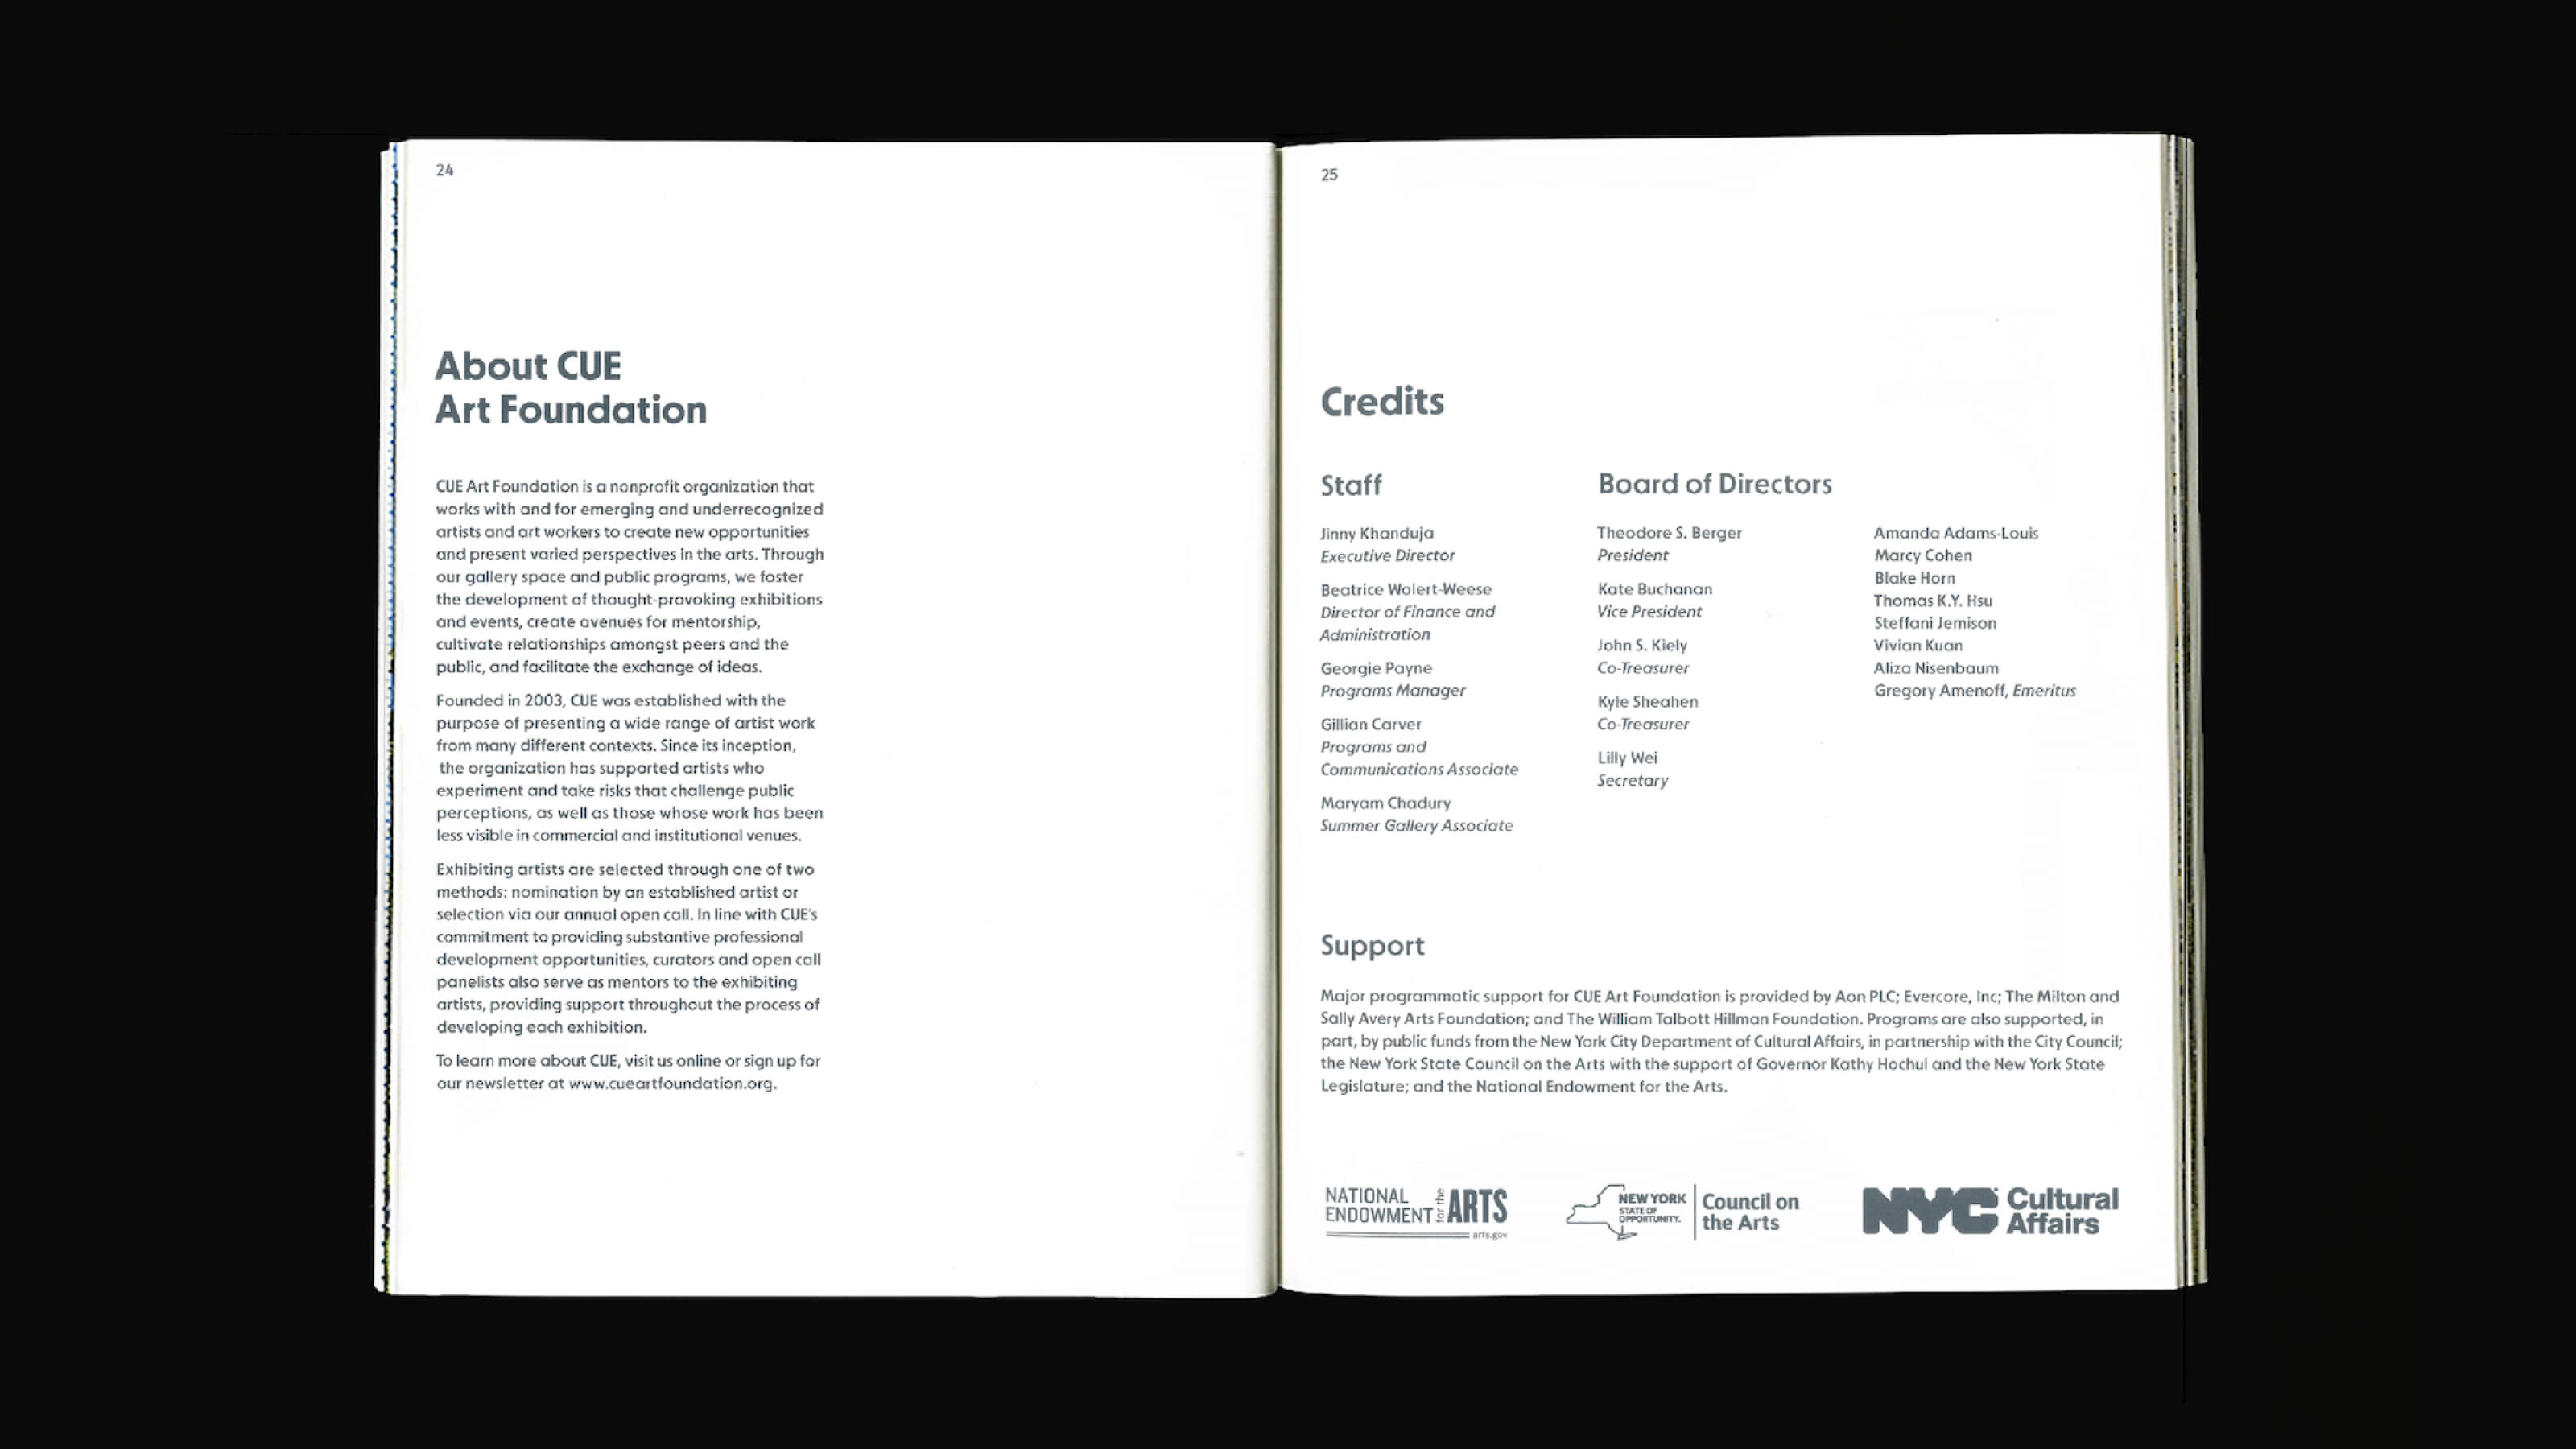 24
About CUE
Art Foundation
CUE Art Foundation is a nonprofit organization that
works with and for emerging and underrecognized
artists and art workers to create new opportunities
and present varied perspectives in the arts. Through
our gallery space and public programs, we foster
the development of thought-provoking exhibitions
and events, create avenues for mentorship,
cultivate relationships amongst peers and the
public, and facilitate the exchange of ideas.
Founded in 2003, CUE was established with the
purpose of presenting a wide range of artist work
from many different contexts. Since its inception,
the organization has supported artists who
experiment and take risks that challenge public
perceptions, as well as those whose work has been
less visible in commercial and institutional venues.
Exhibiting artists are selected through one of two
methods: nomination by an established artist or
selection via our annual open call. In line with CUE's
commitment to providing substantive professional
development opportunities, curators and open call
panelists also serve as mentors to the exhibiting
artists, providing support throughout the process of
developing each exhibition.
To learn more about CUE, visit us online or sign up for
our newsletter at www.cueartfoundation.org.
25
Credits
Staff
Jinny Khanduja
Executive Director
Beatrice Wolert-Weese
Director of Finance and
Administration
Georgie Payne
Programs Manager
Gillian Carver
Programs and
Communications Associate
Maryam Chadury
Summer Gallery Associate
Board of Directors
Theodore S. Berger
President
Kate Buchanan
Vice President
John S. Kiely
Co-Treasurer
Kyle Sheahen
Co-Treasurer
Lilly Wei
Secretary
Amanda Adams-Louis
Marcy Cohen
Blake Horn
Thomas K.Y. Hsu
Steffani Jemison
Vivian Kuan
Aliza Nisenbaum
Gregory Amenoff, Emeritus
Support
Major programmatic support for CUE Art Foundation is provided by Aon PLC; Evercore, Inc; The Milton and
Sally Avery Arts Foundation; and The William Talbott Hillman Foundation. Programs are also supported, in
part, by public funds from the New York City Department of Cultural Affairs, in partnership with the City Council;
the New York State Council on the Arts with the support of Governor Kathy Hochul and the New York State
Legislature; and the National Endowment for the Arts.
NATIONAL
ENDOWMENT for the ARTS
arts.gov
NEW YORK
STATE OF
OPPORTUNITY.
Council on
the Arts
NYC Cultural
Affairs